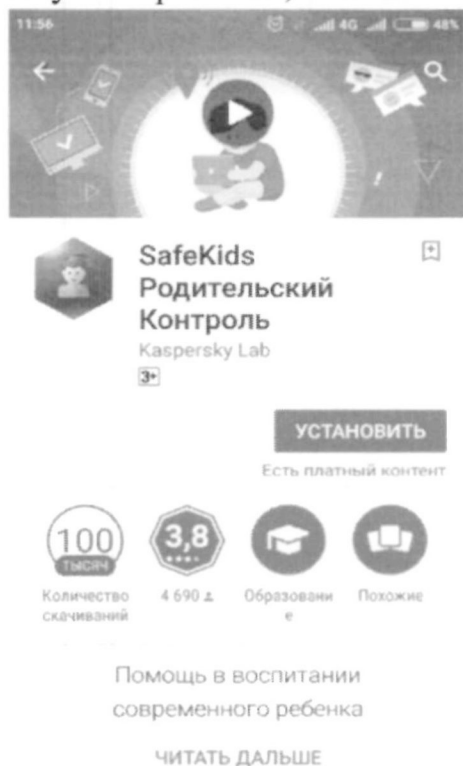 11:56 4G 48%
SafeKids
Родительский
Контроль
Kaspersky Lab
3+
УСТАНОВИТЬ
Есть платный контент
100
ТЫСЯЧ
3,8
Количество
скачиваний
4 690
Образовани
е
Похожие
Помощь в воспитании
современного ребенка
ЧИТАТЬ ДАЛЬШЕ